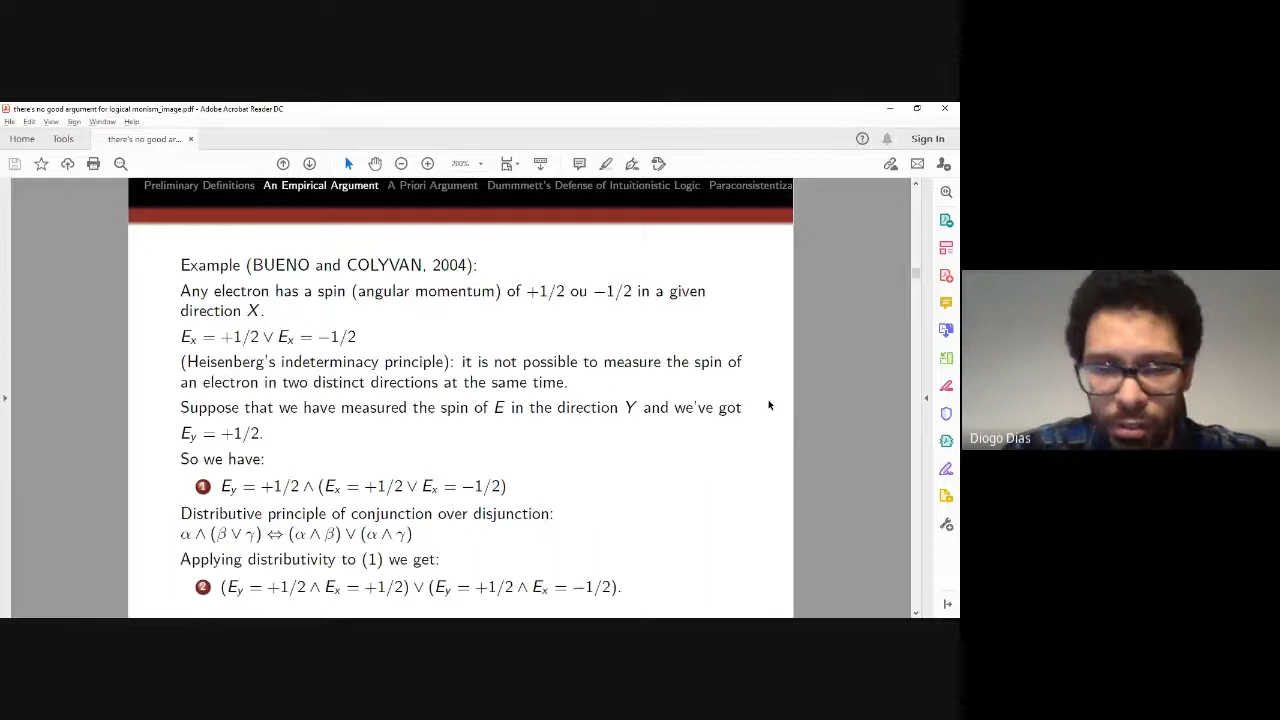 there's no good argument for logical monism_image.pdf - Adobe Acrobat Reader DC
File Edit View Sign Window Help
Home Tools there's no good ar... × Sign In
200%
Preliminary Definitions An Empirical Argument A Priori Argument Dummmett's Defense of Intuitionistic Logic Paraconsistentiza
Example (BUENO and COLYVAN, 2004):
Any electron has a spin (angular momentum) of +1/2 ou −1/2 in a given
direction X.
Eₓ = +1/2 ∨ Eₓ = −1/2
(Heisenberg's indeterminacy principle): it is not possible to measure the spin of
an electron in two distinct directions at the same time.
Suppose that we have measured the spin of E in the direction Y and we've got
E_y = +1/2.
So we have:
1 E_y = +1/2 ∧ (Eₓ = +1/2 ∨ Eₓ = −1/2)
Distributive principle of conjunction over disjunction:
α ∧ (β ∨ γ) ⇔ (α ∧ β) ∨ (α ∧ γ)
Applying distributivity to (1) we get:
2 (E_y = +1/2 ∧ Eₓ = +1/2) ∨ (E_y = +1/2 ∧ Eₓ = −1/2).
Diogo Dias